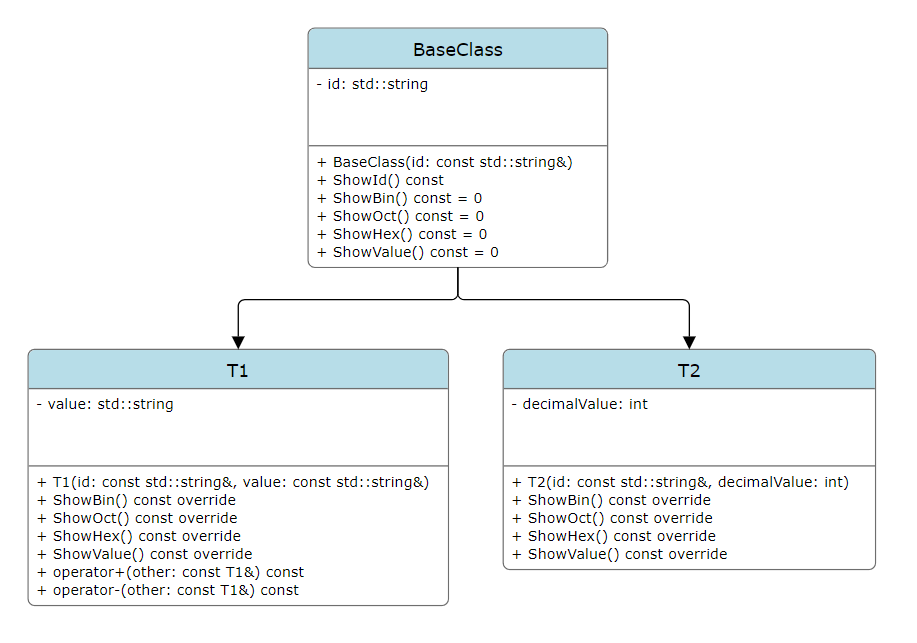 BaseClass
- id: std::string
+ BaseClass(id: const std::string&)
+ ShowId() const
+ ShowBin() const = 0
+ ShowOct() const = 0
+ ShowHex() const = 0
+ ShowValue() const = 0
T1
- value: std::string
+ T1(id: const std::string&, value: const std::string&)
+ ShowBin() const override
+ ShowOct() const override
+ ShowHex() const override
+ ShowValue() const override
+ operator+(other: const T1&) const
+ operator-(other: const T1&) const
T2
- decimalValue: int
+ T2(id: const std::string&, decimalValue: int)
+ ShowBin() const override
+ ShowOct() const override
+ ShowHex() const override
+ ShowValue() const override